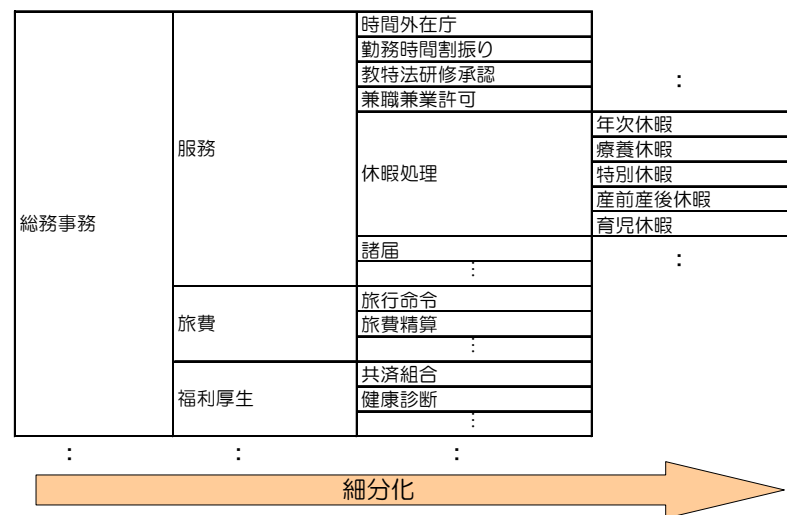 総務事務
服務
時間外在庁
勤務時間割振り
教特法研修承認
兼職兼業許可
休暇処理
年次休暇
療養休暇
特別休暇
産前産後休暇
育児休暇
:
:
諸届
:
旅費
旅行命令
旅費精算
:
福利厚生
共済組合
健康診断
:
: : :
細分化